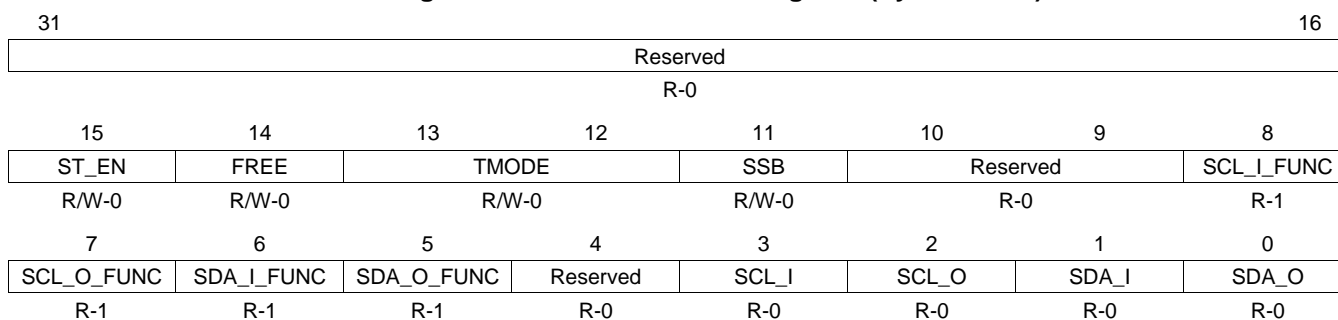 31 16
Reserved
R-0
15 14 13 12 11 10 9 8
ST_EN FREE TMODE SSB Reserved SCL_I_FUNC
R/W-0 R/W-0 R/W-0 R/W-0 R-0 R-1
7 6 5 4 3 2 1 0
SCL_O_FUNC SDA_I_FUNC SDA_O_FUNC Reserved SCL_I SCL_O SDA_I SDA_O
R-1 R-1 R-1 R-0 R-0 R-0 R-0 R-0